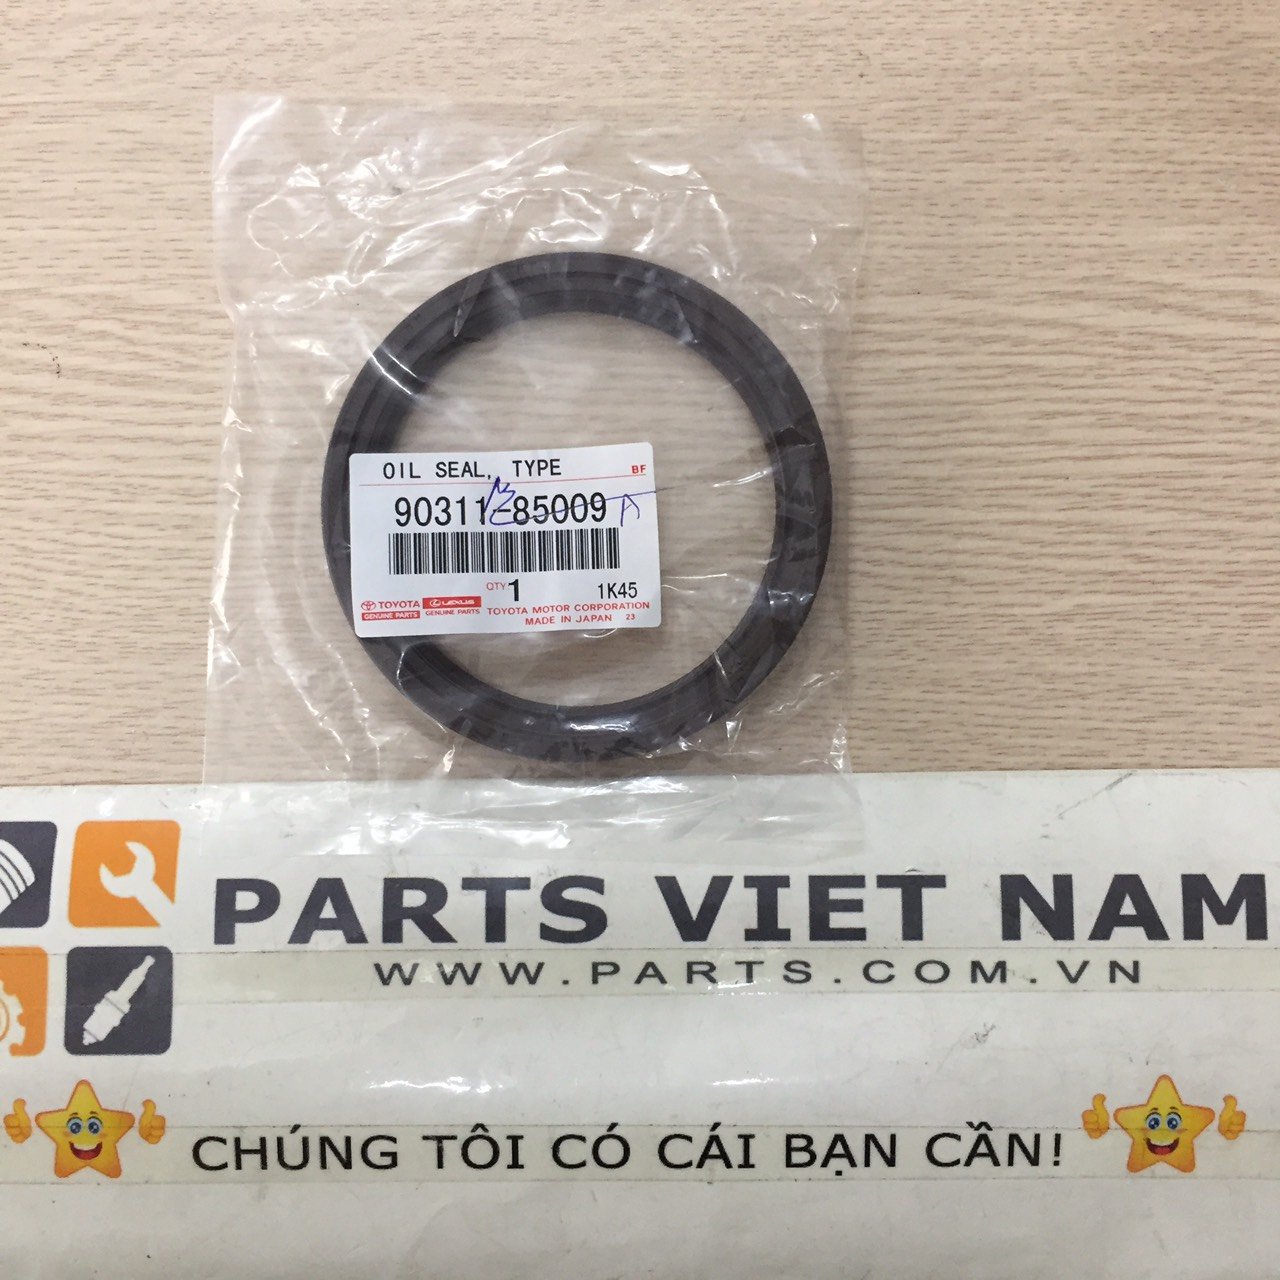 OIL SEAL, TYPE
BF
90311-85009
QTY 1
1K45
TOYOTA
GENUINE PARTS
LEXUS
GENUINE PARTS
TOYOTA MOTOR CORPORATION
MADE IN JAPAN 23
PARTS VIET NAM
WWW.PARTS.COM.VN
CHÚNG TÔI CÓ CÁI BẠN CẦN!